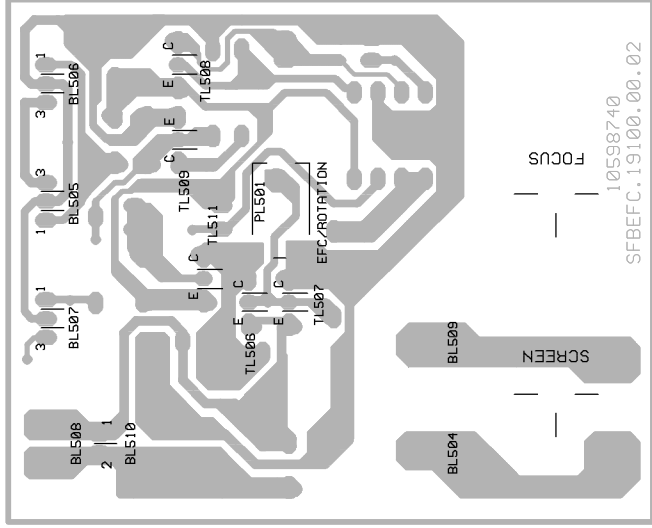 1
BL506
3
C
E
TL508
E
C
TL509
3
BL505
1
TL511
PL501
EFC/ROTATION
C
E
1
BL507
3
C
C
E
E
TL506
TL507
BL508
1
2
BL510
FOCUS
10598740
SFBEFC.19100.00.02
BL509
SCREEN
BL504